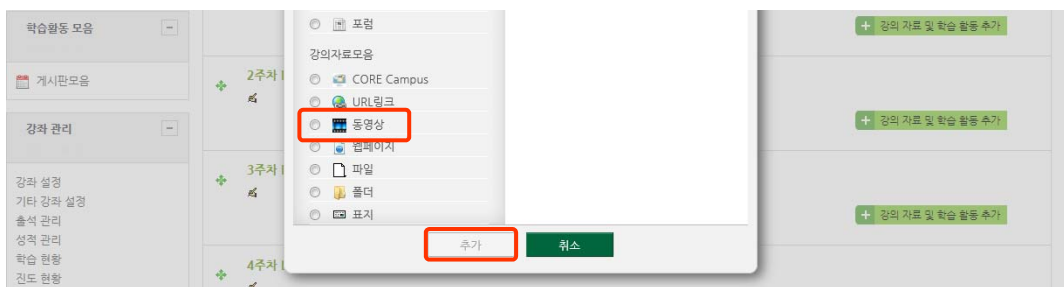 학습활동 모음
게시판모음
강좌 관리
강좌 설정
기타 강좌 설정
출석 관리
성적 관리
학습 현황
진도 현황
2주차
3주차
4주차
포럼
강의자료모음
CORE Campus
URL링크
동영상
웹페이지
파일
폴더
표지
추가
취소
+ 강의 자료 및 학습 활동 추가
+ 강의 자료 및 학습 활동 추가
+ 강의 자료 및 학습 활동 추가